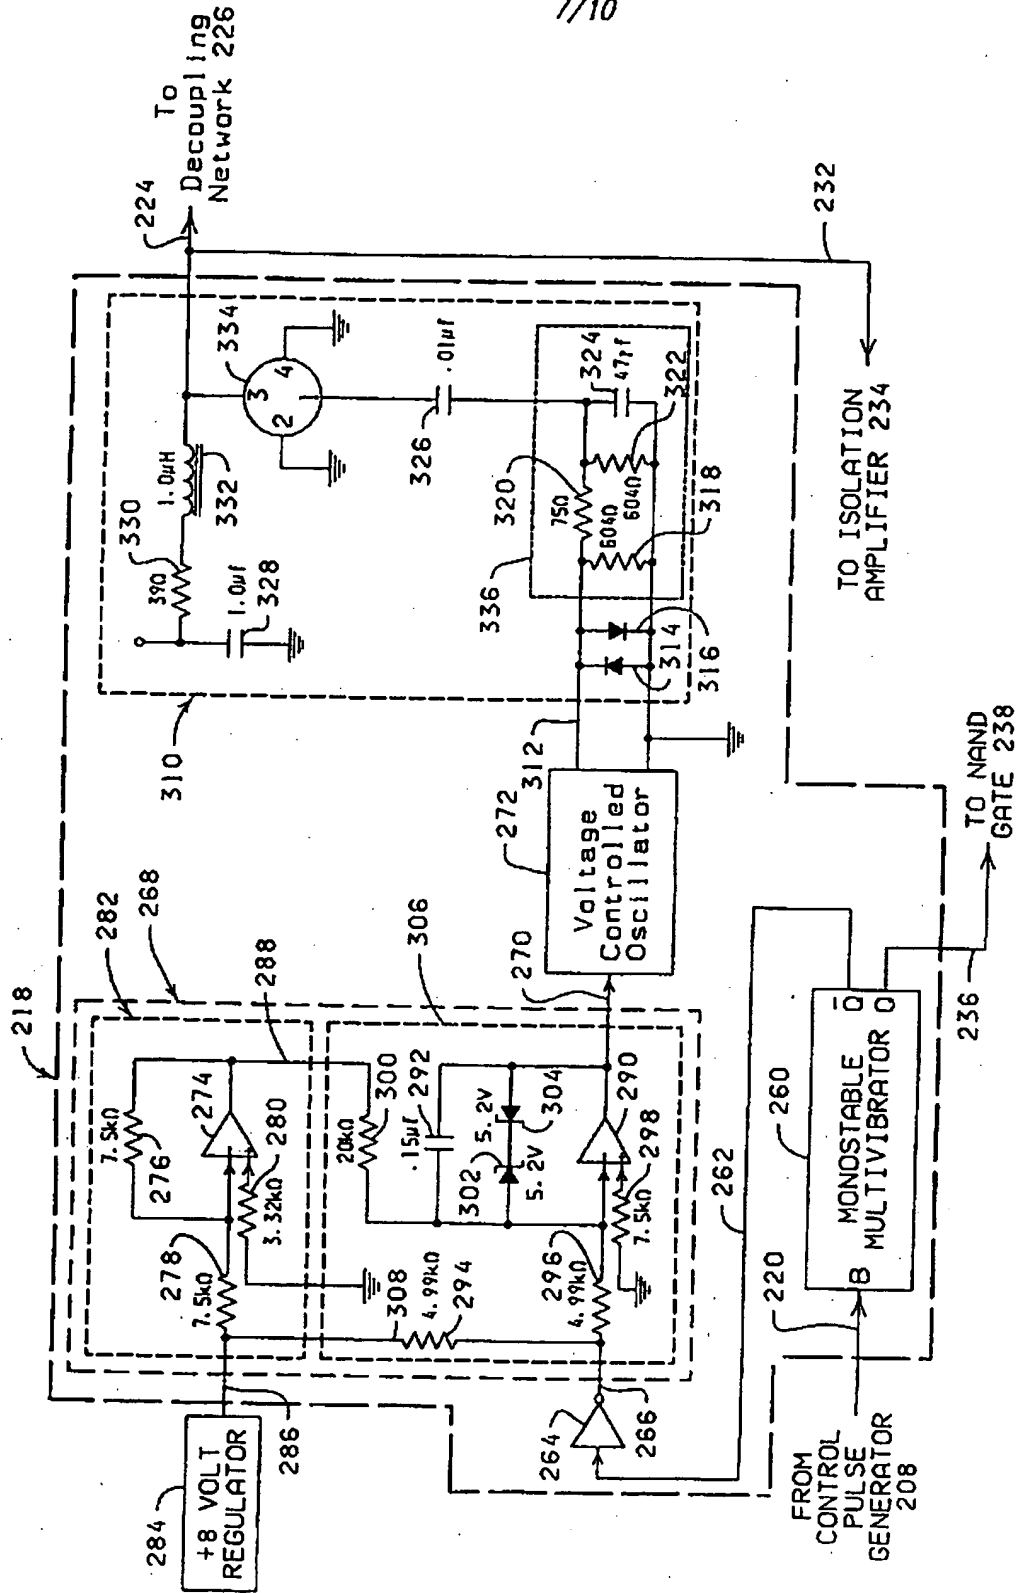 7/10
218
282
268
284
+8 VOLT
REGULATOR
286
278
7.5kΩ
7.5kΩ
276
274
280
3.32kΩ
288
308
4.99kΩ
294
306
20kΩ
300
.15µf
292
302
5.2V
5.2V
304
290
296
4.99kΩ
298
7.5kΩ
270
264
266
262
FROM
CONTROL
PULSE
GENERATOR
208
220
B
MONOSTABLE
MULTIVIBRATOR
Q̅
Q
260
236
TO NAND
GATE 238
272
Voltage
Controlled
Oscillator
312
310
314
316
336
320
75Ω
604Ω
604Ω
318
322
324
47pf
326
.01µf
330
39Ω
1.0µf
328
1.0µH
332
334
3
2
4
224
To
Decoupling
Network 226
232
TO ISOLATION
AMPLIFIER 234